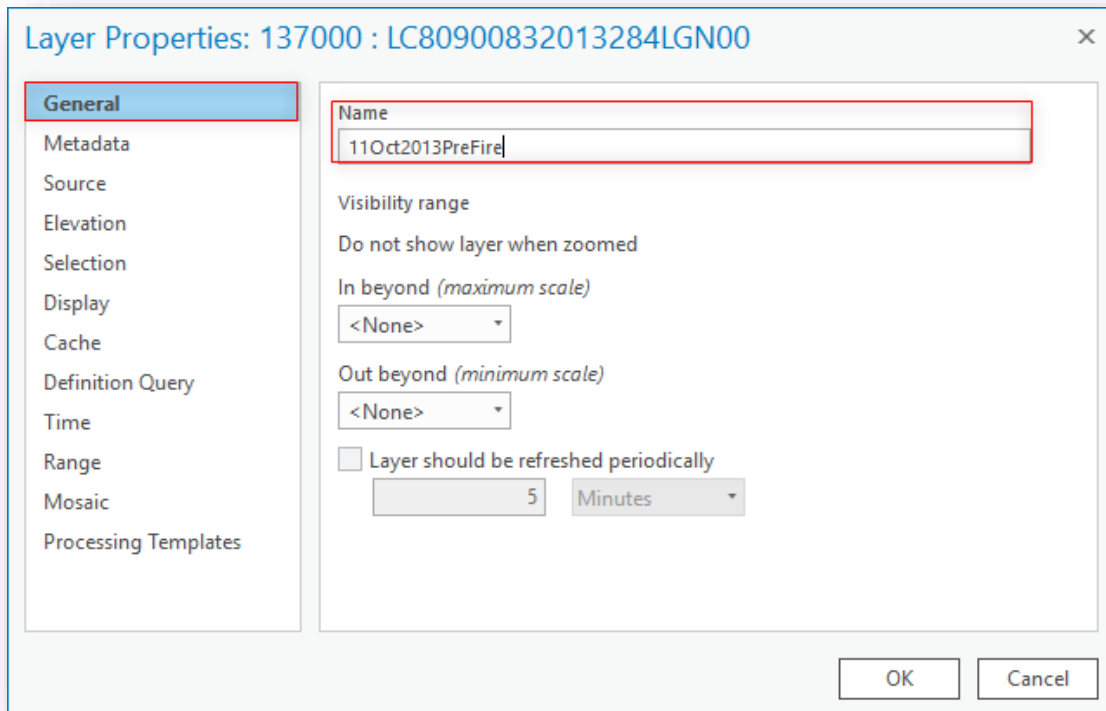 Layer Properties: 137000 : LC80900832013284LGN00
General
Metadata
Source
Elevation
Selection
Display
Cache
Definition Query
Time
Range
Mosaic
Processing Templates
Name
11Oct2013PreFire
Visibility range
Do not show layer when zoomed
In beyond (maximum scale)
<None>
Out beyond (minimum scale)
<None>
Layer should be refreshed periodically
5 Minutes
OK Cancel